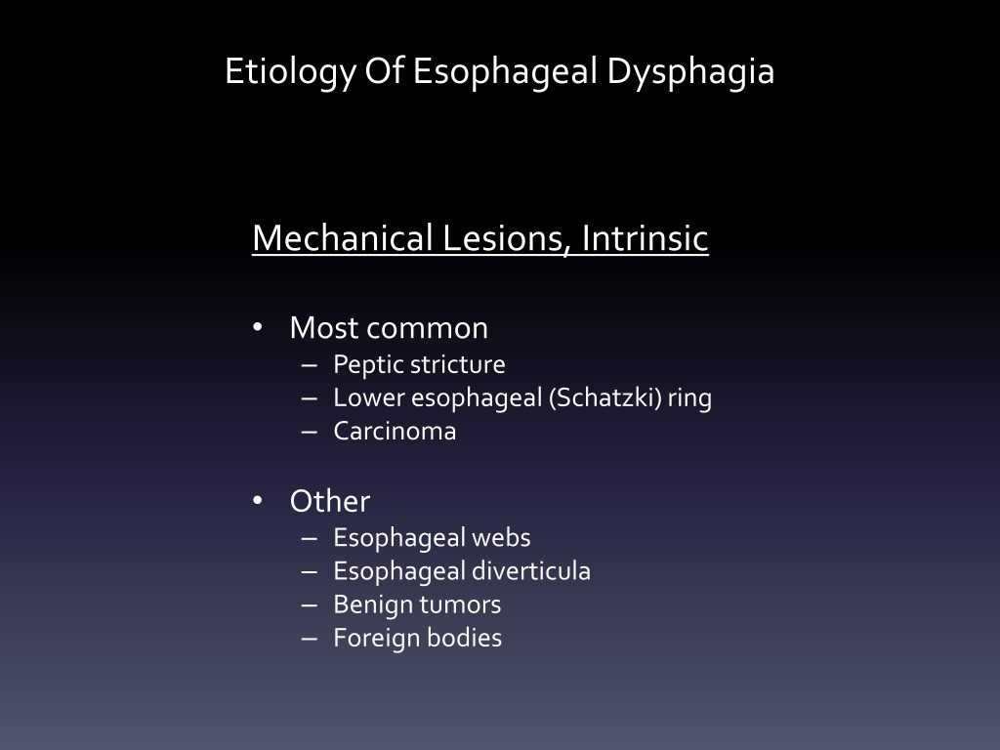 Etiology Of Esophageal Dysphagia
Mechanical Lesions, Intrinsic
• Most common
– Peptic stricture
– Lower esophageal (Schatzki) ring
– Carcinoma
• Other
– Esophageal webs
– Esophageal diverticula
– Benign tumors
– Foreign bodies